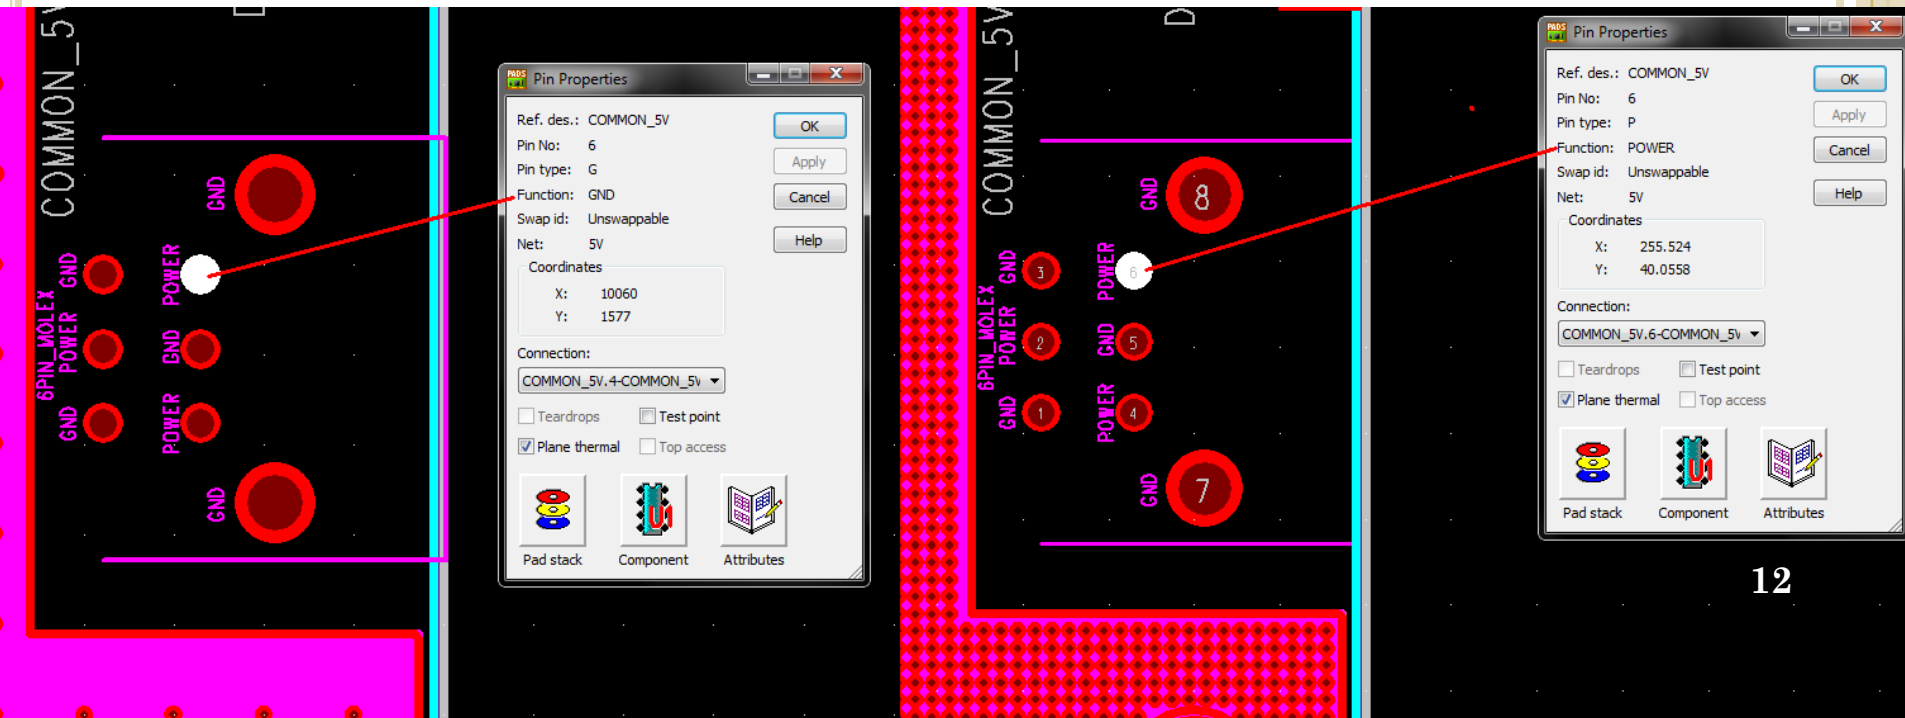 COMMON_5V
D
GND
GND
POWER
6PIN_MOLEX
POWER
GND
GND
POWER
GND
PADS
Pin Properties
Ref. des.: COMMON_5V
Pin No: 6
Pin type: G
Function: GND
Swap id: Unswappable
Net: 5V
Coordinates
X: 10060
Y: 1577
Connection:
COMMON_5V.4-COMMON_5V
Teardrops
Test point
Plane thermal
Top access
Pad stack
Component
Attributes
OK
Apply
Cancel
Help
COMMON_5V
D
GND
8
GND
3
POWER
6
6PIN_MOLEX
POWER
2
GND
5
GND
1
POWER
4
GND
7
PADS
Pin Properties
Ref. des.: COMMON_5V
Pin No: 6
Pin type: P
Function: POWER
Swap id: Unswappable
Net: 5V
Coordinates
X: 255.524
Y: 40.0558
Connection:
COMMON_5V.6-COMMON_5V
Teardrops
Test point
Plane thermal
Top access
Pad stack
Component
Attributes
OK
Apply
Cancel
Help
12